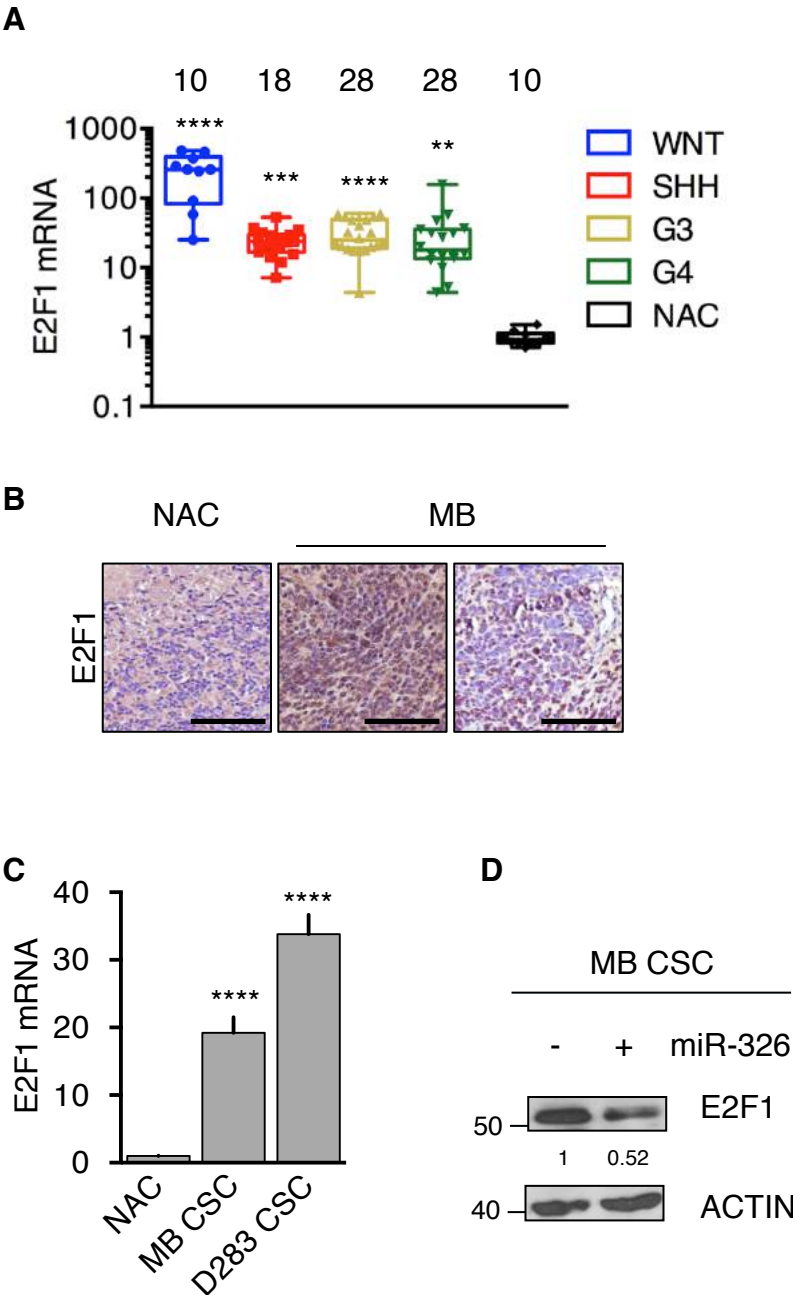 A
10 18 28 28 10
E2F1 mRNA
1000
100
10
1
0.1
**** *** **** **
WNT
SHH
G3
G4
NAC
B
NAC MB
E2F1
C
E2F1 mRNA
40
30
20
10
0
**** ****
NAC MB CSC D283 CSC
D
MB CSC
- + miR-326
50 E2F1
1 0.52
40 ACTIN